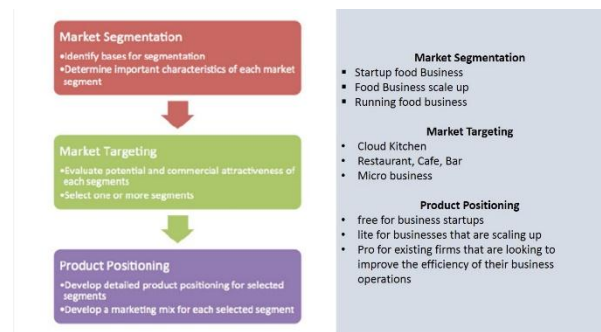 Market Segmentation
•Identify bases for segmentation
•Determine important characteristics of each market
segment
Market Targeting
•Evaluate potential and commercial attractiveness of
each segments
•Select one or more segments
Product Positioning
•Develop detailed product positioning for selected
segments
•Develop a marketing mix for each selected segment
Market Segmentation
▪ Startup food Business
▪ Food Business scale up
▪ Running food business
Market Targeting
• Cloud Kitchen
• Restaurant, Cafe, Bar
• Micro business
Product Positioning
• free for business startups
• lite for businesses that are scaling up
• Pro for existing firms that are looking to
improve the efficiency of their business
operations